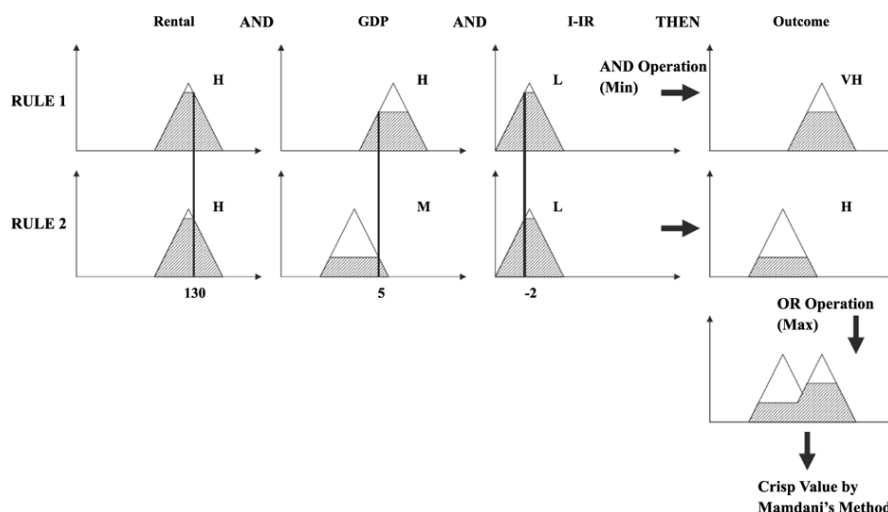 Rental AND GDP AND I-IR THEN Outcome
RULE 1
H
H
L
AND Operation
(Min)
VH
RULE 2
H
M
L
H
130
5
-2
OR Operation
(Max)
Crisp Value by
Mamdani's Method